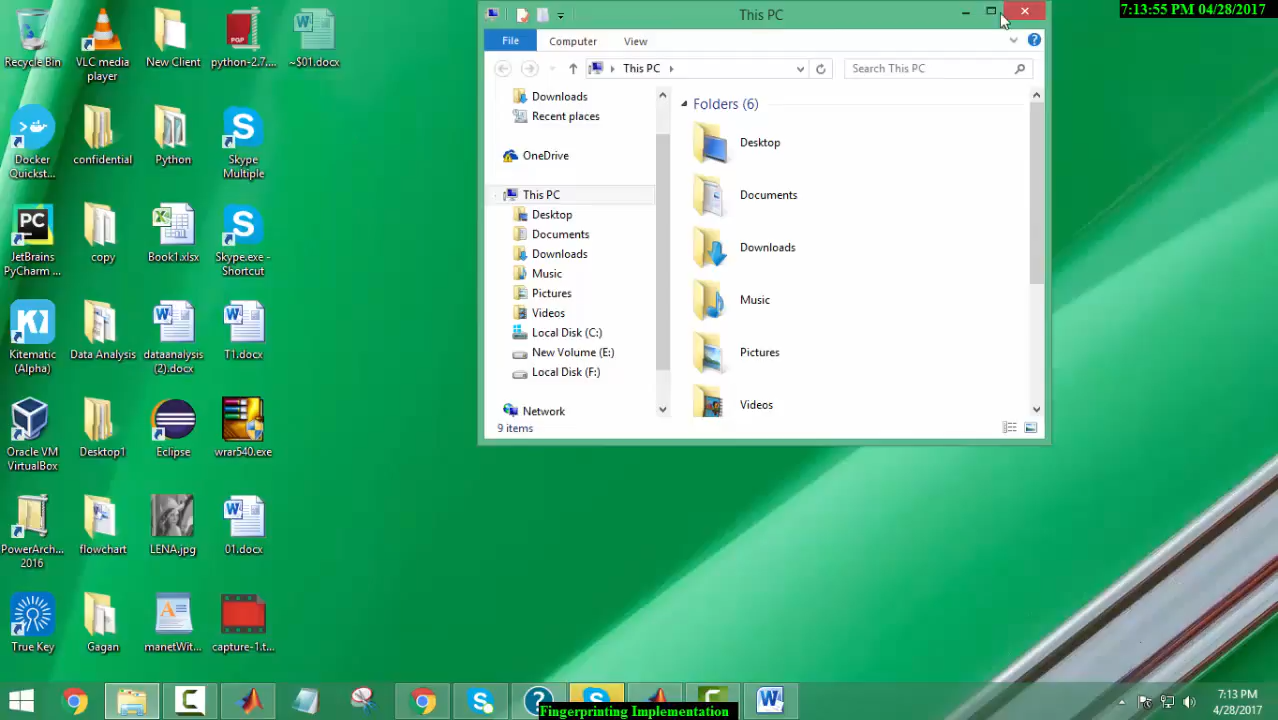 7:13:55 PM 04/28/2017
Recycle Bin
VLC media
player
New Client
python-2.7....
~$01.docx
Docker
Quickst...
confidential
Python
Skype
Multiple
PC
JetBrains
PyCharm ...
copy
Book1.xlsx
Skype.exe -
Shortcut
Kitematic
(Alpha)
Data Analysis
dataanalysis
(2).docx
T1.docx
Oracle VM
VirtualBox
Desktop1
Eclipse
wrar540.exe
PowerArch...
2016
flowchart
LENA.jpg
01.docx
True Key
Gagan
manetWit...
capture-1.t...
This PC
File
Computer
View
This PC
Search This PC
Downloads
Recent places
OneDrive
This PC
Desktop
Documents
Downloads
Music
Pictures
Videos
Local Disk (C:)
New Volume (E:)
Local Disk (F:)
Network
Folders (6)
Desktop
Documents
Downloads
Music
Pictures
Videos
9 items
Fingerprinting Implementation
7:13 PM
4/28/2017